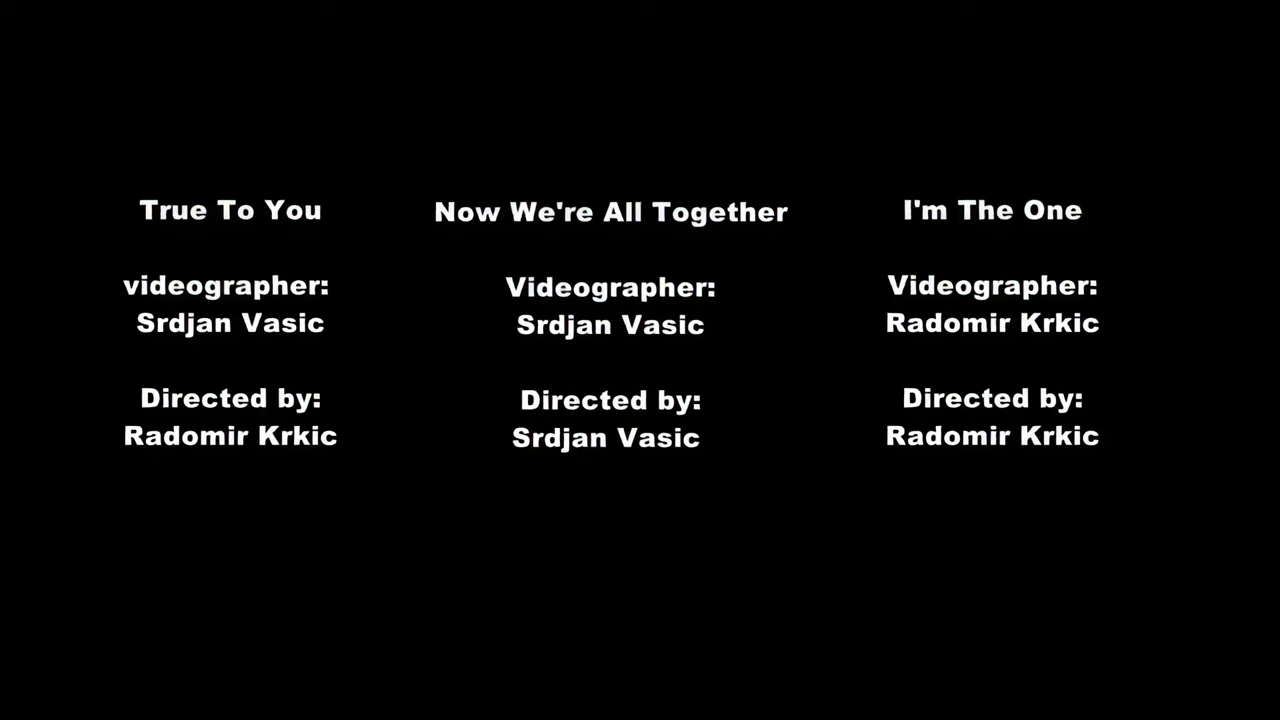 True To You
videographer:
Srdjan Vasic
Directed by:
Radomir Krkic
Now We're All Together
Videographer:
Srdjan Vasic
Directed by:
Srdjan Vasic
I'm The One
Videographer:
Radomir Krkic
Directed by:
Radomir Krkic